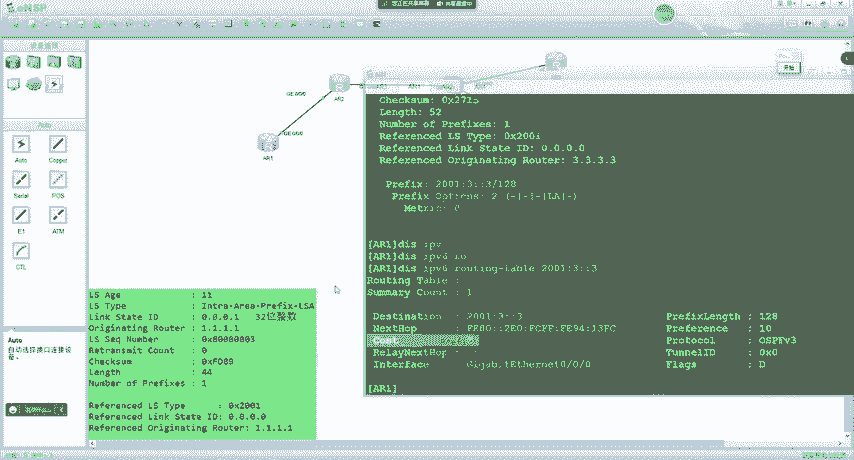 eNSP
AR2
AR1
GE 0/0/0
GE 0/0/0
开始
Auto
Auto
Copper
Serial
POS
E1
ATM
CTL
Auto
自动选择接口连接设备。
LS Age : 11
LS Type : Intra-Area-Prefix-LSA
Link State ID : 0.0.0.1 32位整数
Originating Router : 1.1.1.1
LS Seq Number : 0x80000003
Retransmit Count : 0
Checksum : 0xFD89
Length : 44
Number of Prefixes : 1
Referenced LS Type : 0x2001
Referenced Link State ID: 0.0.0.0
Referenced Originating Router: 1.1.1.1
Length: 52
Number of Prefixes: 1
Referenced LS Type: 0x2001
Referenced Link State ID: 0.0.0.0
Referenced Originating Router: 3.3.3.3
Prefix: 2001:3::3/128
Prefix Options: 2 (-|-|-|LA|-)
Metric: 0
[AR1]dis ipv
[AR1]dis ipv6 ro
[AR1]dis ipv6 routing-table 2001:3::3
Routing Table :
Summary Count : 1
Destination : 2001:3::3 PrefixLength : 128
NextHop : FE80::2E0:FCFF:FE94:13FC Preference : 10
Cost Protocol : OSPFv3
RelayNextHop : TunnelID : 0x0
Interface : GigabitEthernet0/0/0 Flags : D
[AR1]